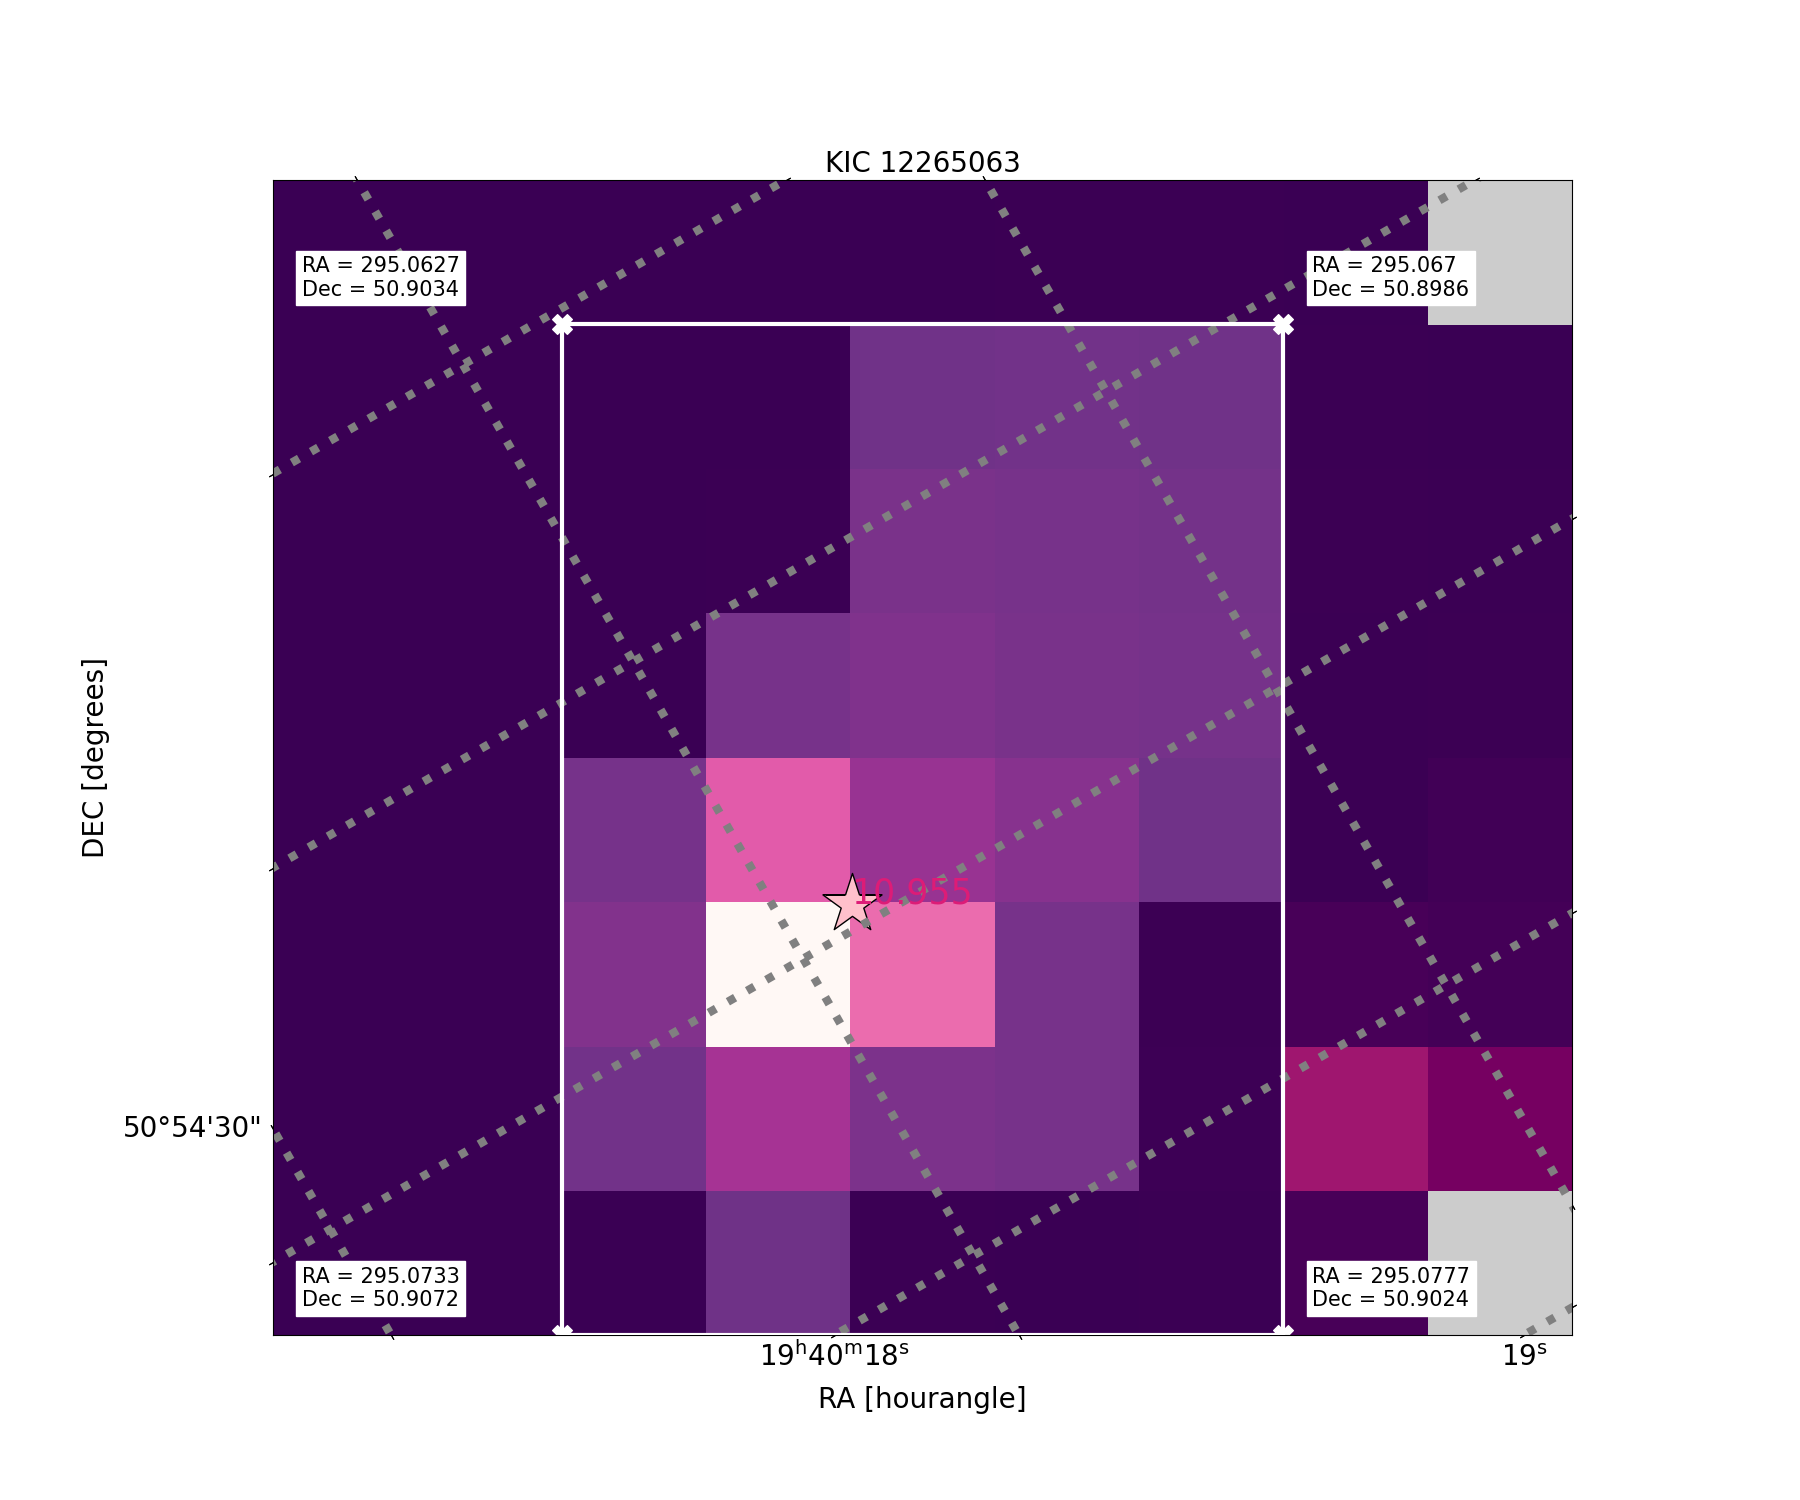 KIC 12265063
RA = 295.0627
Dec = 50.9034
RA = 295.067
Dec = 50.8986
DEC [degrees]
10.955
50°54'30"
RA = 295.0733
Dec = 50.9072
RA = 295.0777
Dec = 50.9024
19ʰ40ᵐ18ˢ
19ˢ
RA [hourangle]